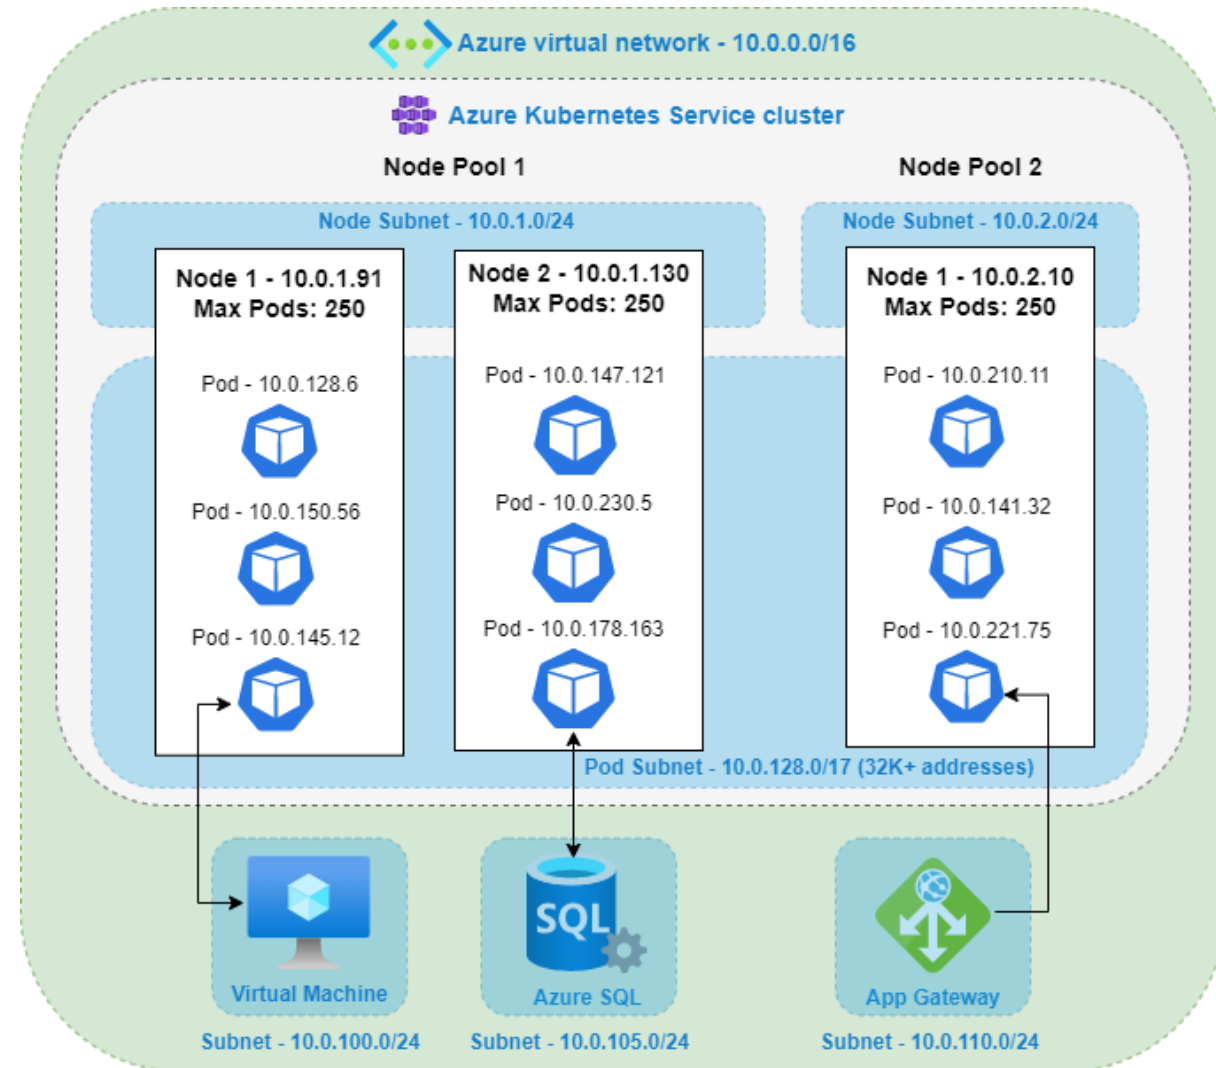 Azure virtual network - 10.0.0.0/16
Azure Kubernetes Service cluster
Node Pool 1
Node Pool 2
Node Subnet - 10.0.1.0/24
Node Subnet - 10.0.2.0/24
Node 1 - 10.0.1.91
Max Pods: 250
Node 2 - 10.0.1.130
Max Pods: 250
Node 1 - 10.0.2.10
Max Pods: 250
Pod - 10.0.128.6
Pod - 10.0.147.121
Pod - 10.0.210.11
Pod - 10.0.150.56
Pod - 10.0.230.5
Pod - 10.0.141.32
Pod - 10.0.145.12
Pod - 10.0.178.163
Pod - 10.0.221.75
Pod Subnet - 10.0.128.0/17 (32K+ addresses)
SQL
Virtual Machine
Azure SQL
App Gateway
Subnet - 10.0.100.0/24
Subnet - 10.0.105.0/24
Subnet - 10.0.110.0/24